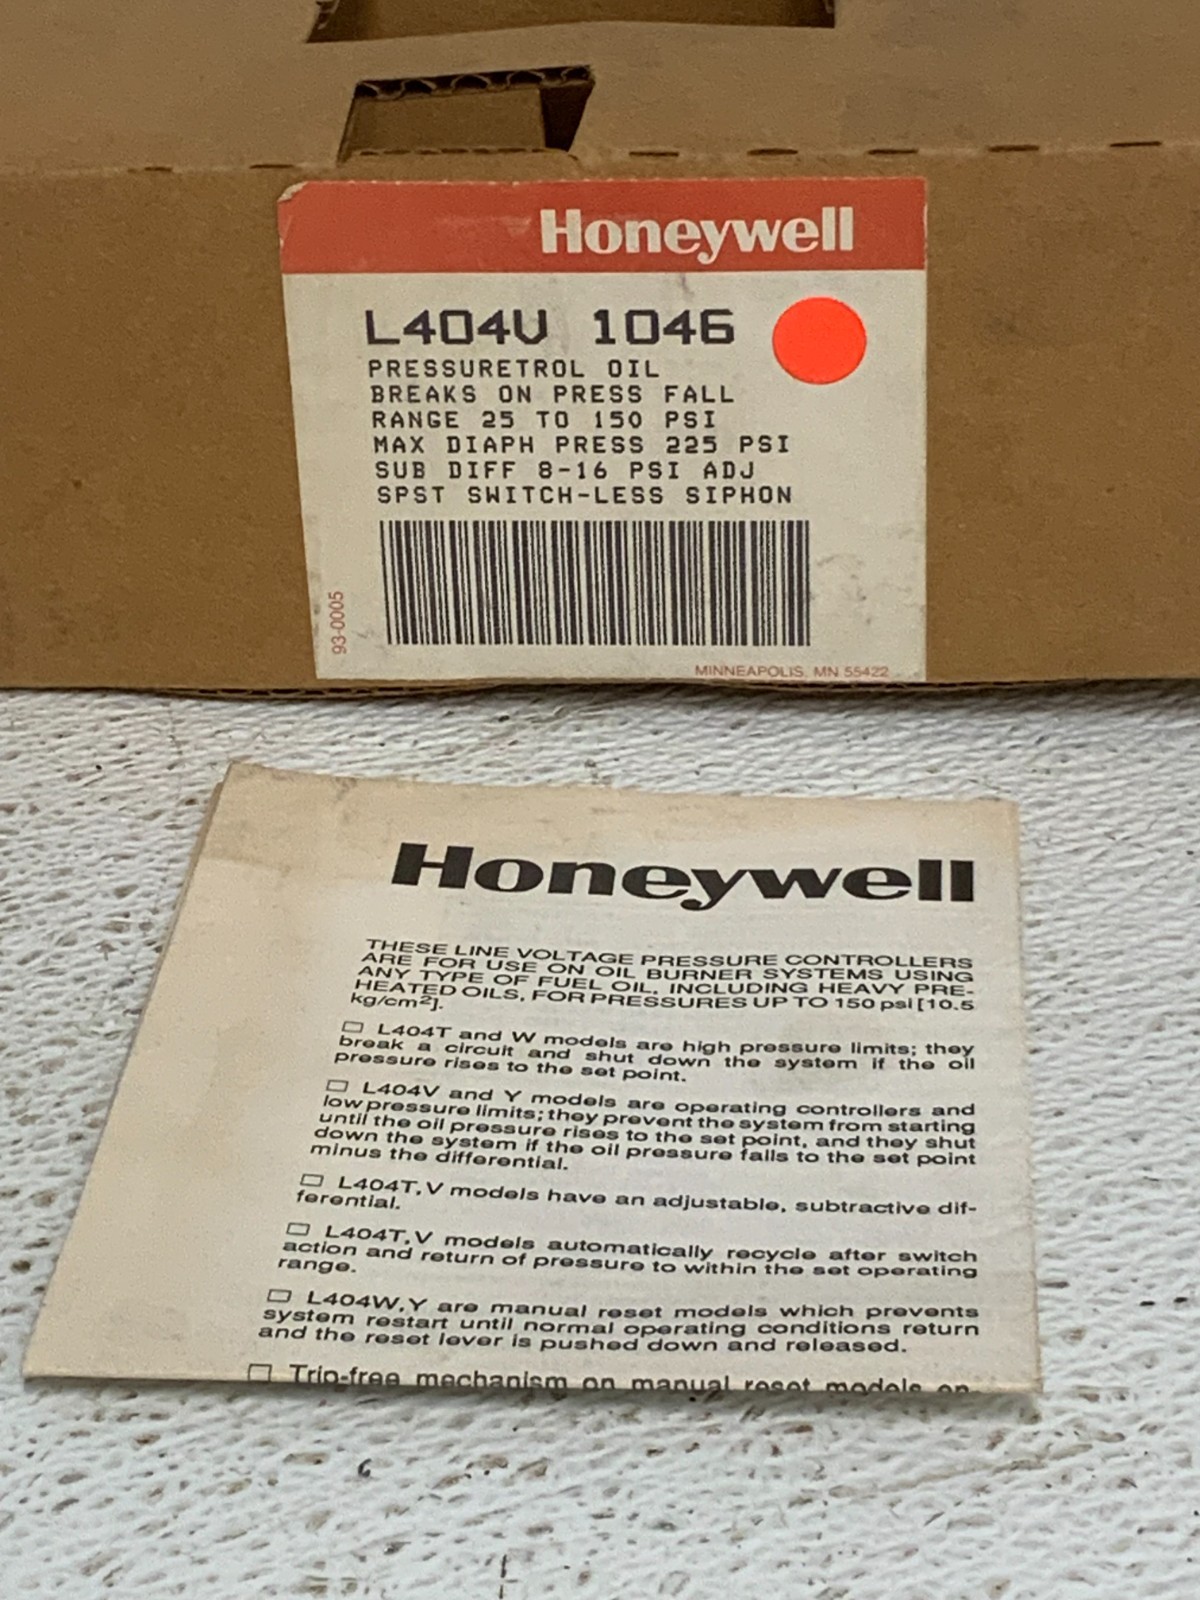 Honeywell
L404V 1046
PRESSURETROL OIL
BREAKS ON PRESS FALL
RANGE 25 TO 150 PSI
MAX DIAPH PRESS 225 PSI
SUB DIFF 8-16 PSI ADJ
SPST SWITCH-LESS SIPHON
93-0005
MINNEAPOLIS, MN 55422
Honeywell
THESE LINE VOLTAGE PRESSURE CONTROLLERS
ARE FOR USE ON OIL BURNER SYSTEMS USING
ANY TYPE OF FUEL OIL, INCLUDING HEAVY PRE-
HEATED OILS, FOR PRESSURES UP TO 150 psi [10.5
kg/cm²].
L404T and W models are high pressure limits; they
break a circuit and shut down the system if the oil
pressure rises to the set point.
L404V and Y models are operating controllers and
low pressure limits; they prevent the system from starting
until the oil pressure rises to the set point, and they shut
down the system if the oil pressure falls to the set point
minus the differential.
L404T,V models have an adjustable, subtractive dif-
ferential.
L404T,V models automatically recycle after switch
action and return of pressure to within the set operating
range.
L404W,Y are manual reset models which prevents
system restart until normal operating conditions return
and the reset lever is pushed down and released.
Trip-free mechanism on manual reset models en-